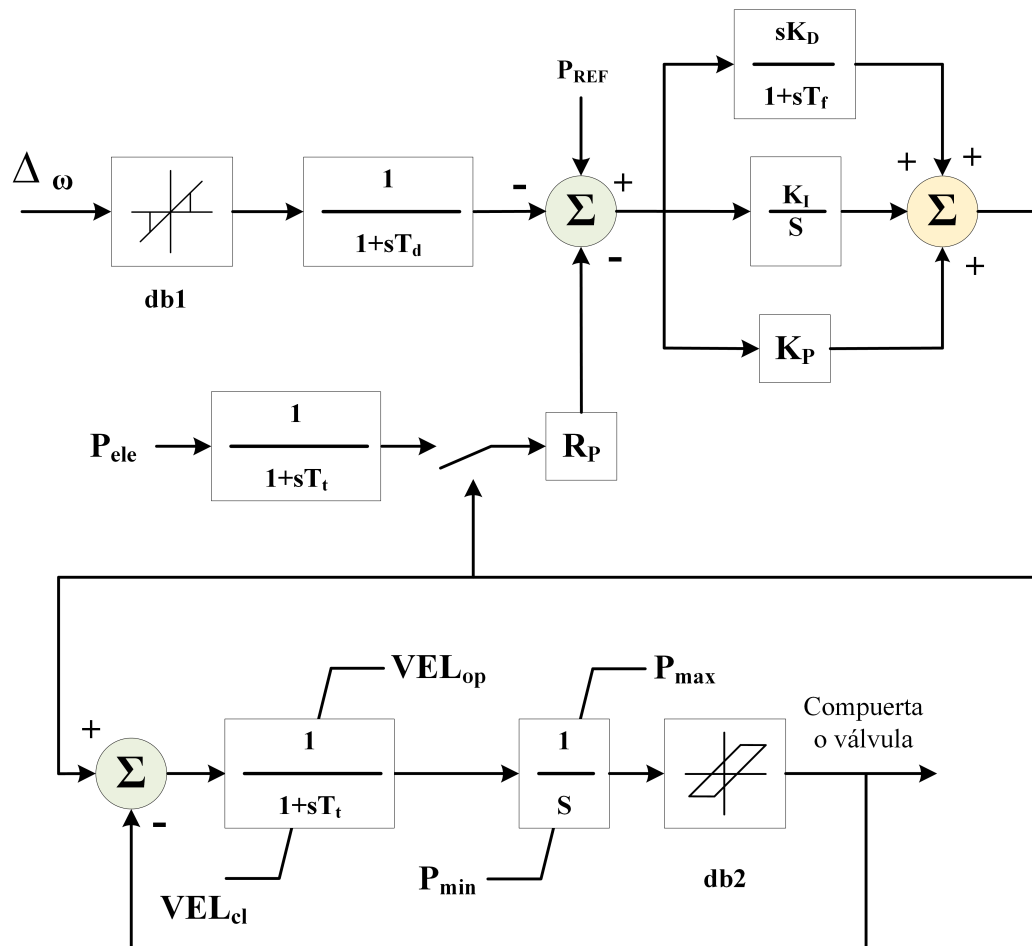 sK_D
1+sT_f
P_REF
Δ ω
db1
1
1+sT_d
-
Σ
+
-
K_I
S
+
+
Σ
+
K_P
P_ele
1
1+sT_t
R_P
VEL_op
P_max
Compuerta
o válvula
+
Σ
-
1
1+sT_t
1
S
VEL_cl
P_min
db2